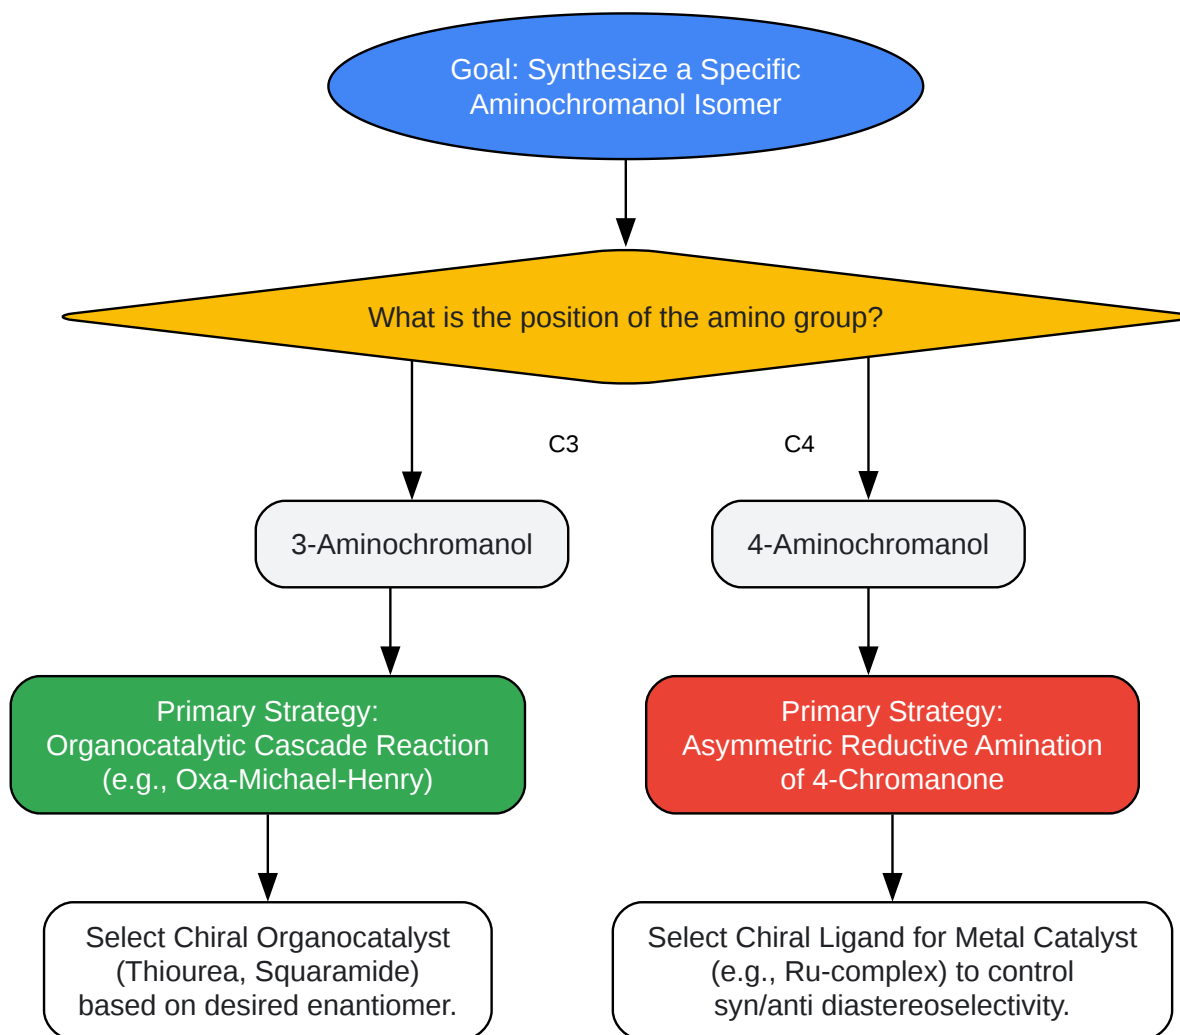 Goal: Synthesize a Specific
Aminochromanol Isomer
What is the position of the amino group?
C3
C4
3-Aminochromanol
4-Aminochromanol
Primary Strategy:
Organocatalytic Cascade Reaction
(e.g., Oxa-Michael-Henry)
Primary Strategy:
Asymmetric Reductive Amination
of 4-Chromanone
Select Chiral Organocatalyst
(Thiourea, Squaramide)
based on desired enantiomer.
Select Chiral Ligand for Metal Catalyst
(e.g., Ru-complex) to control
syn/anti diastereoselectivity.